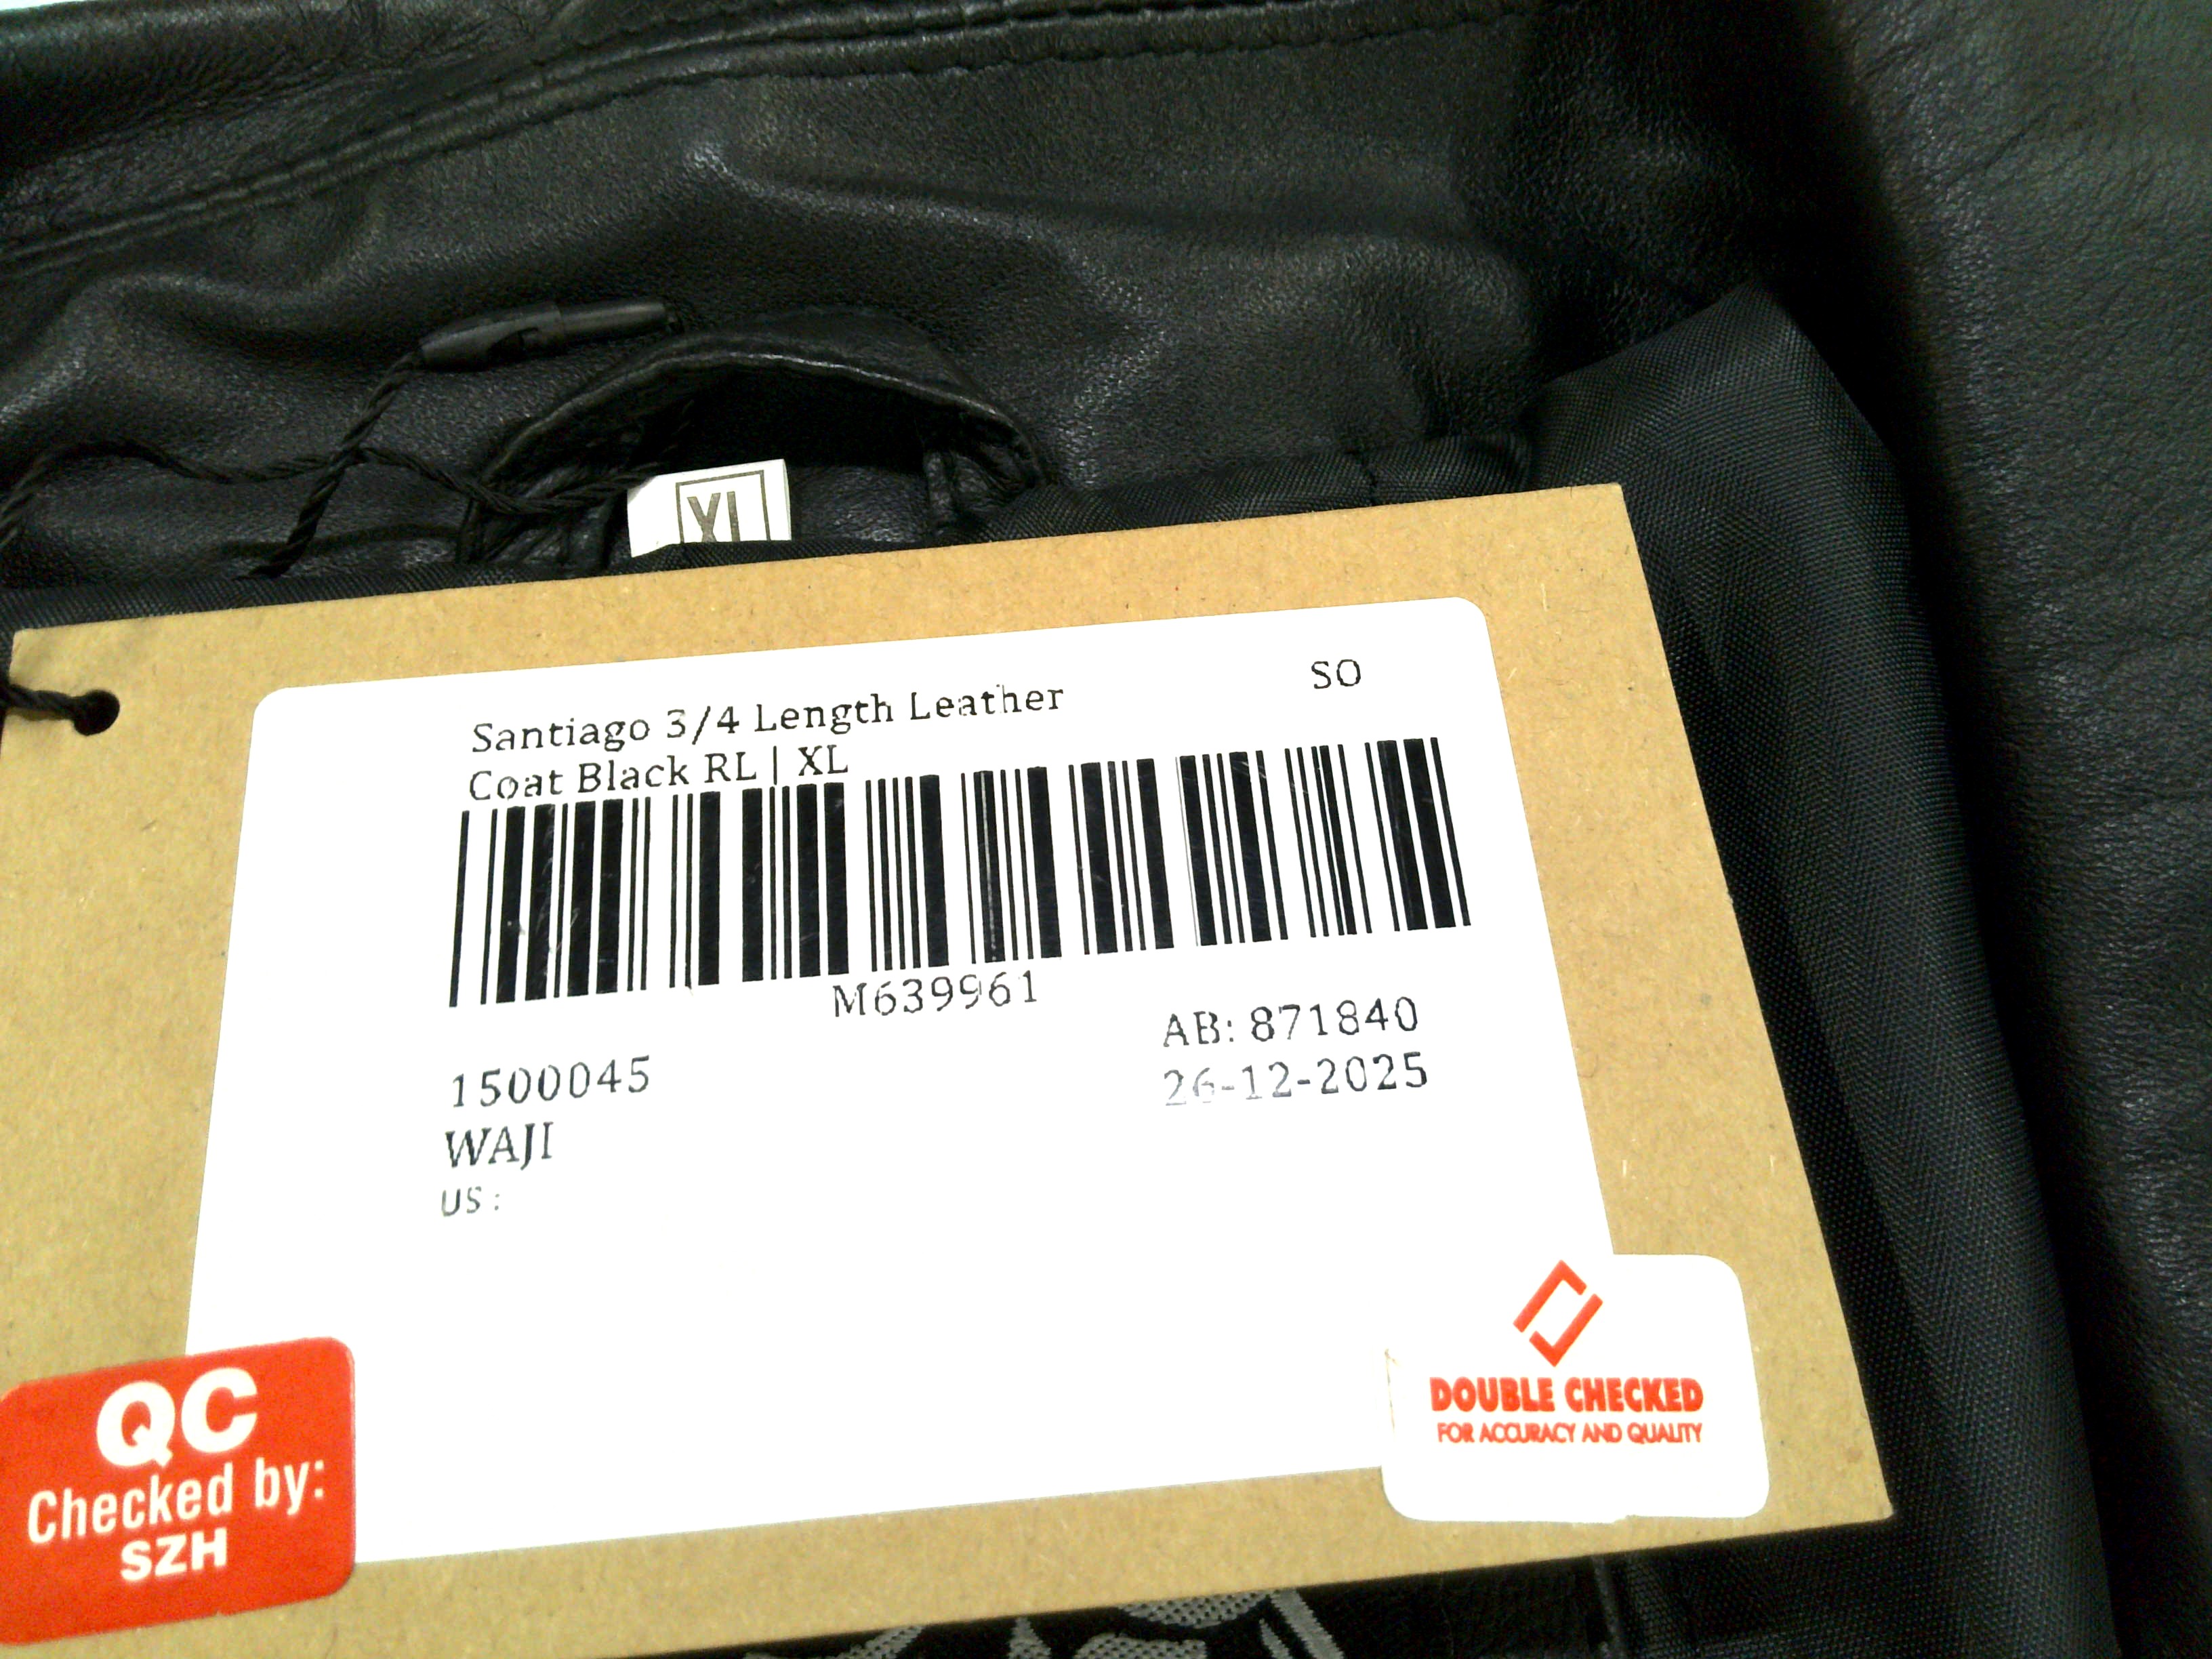 XL
Santiago 3/4 Length Leather
SO
Coat Black RL | XL
M639961
AB: 871840
1500045
26-12-2025
WAJI
US :
DOUBLE CHECKED
FOR ACCURACY AND QUALITY
QC
Checked by:
SZH